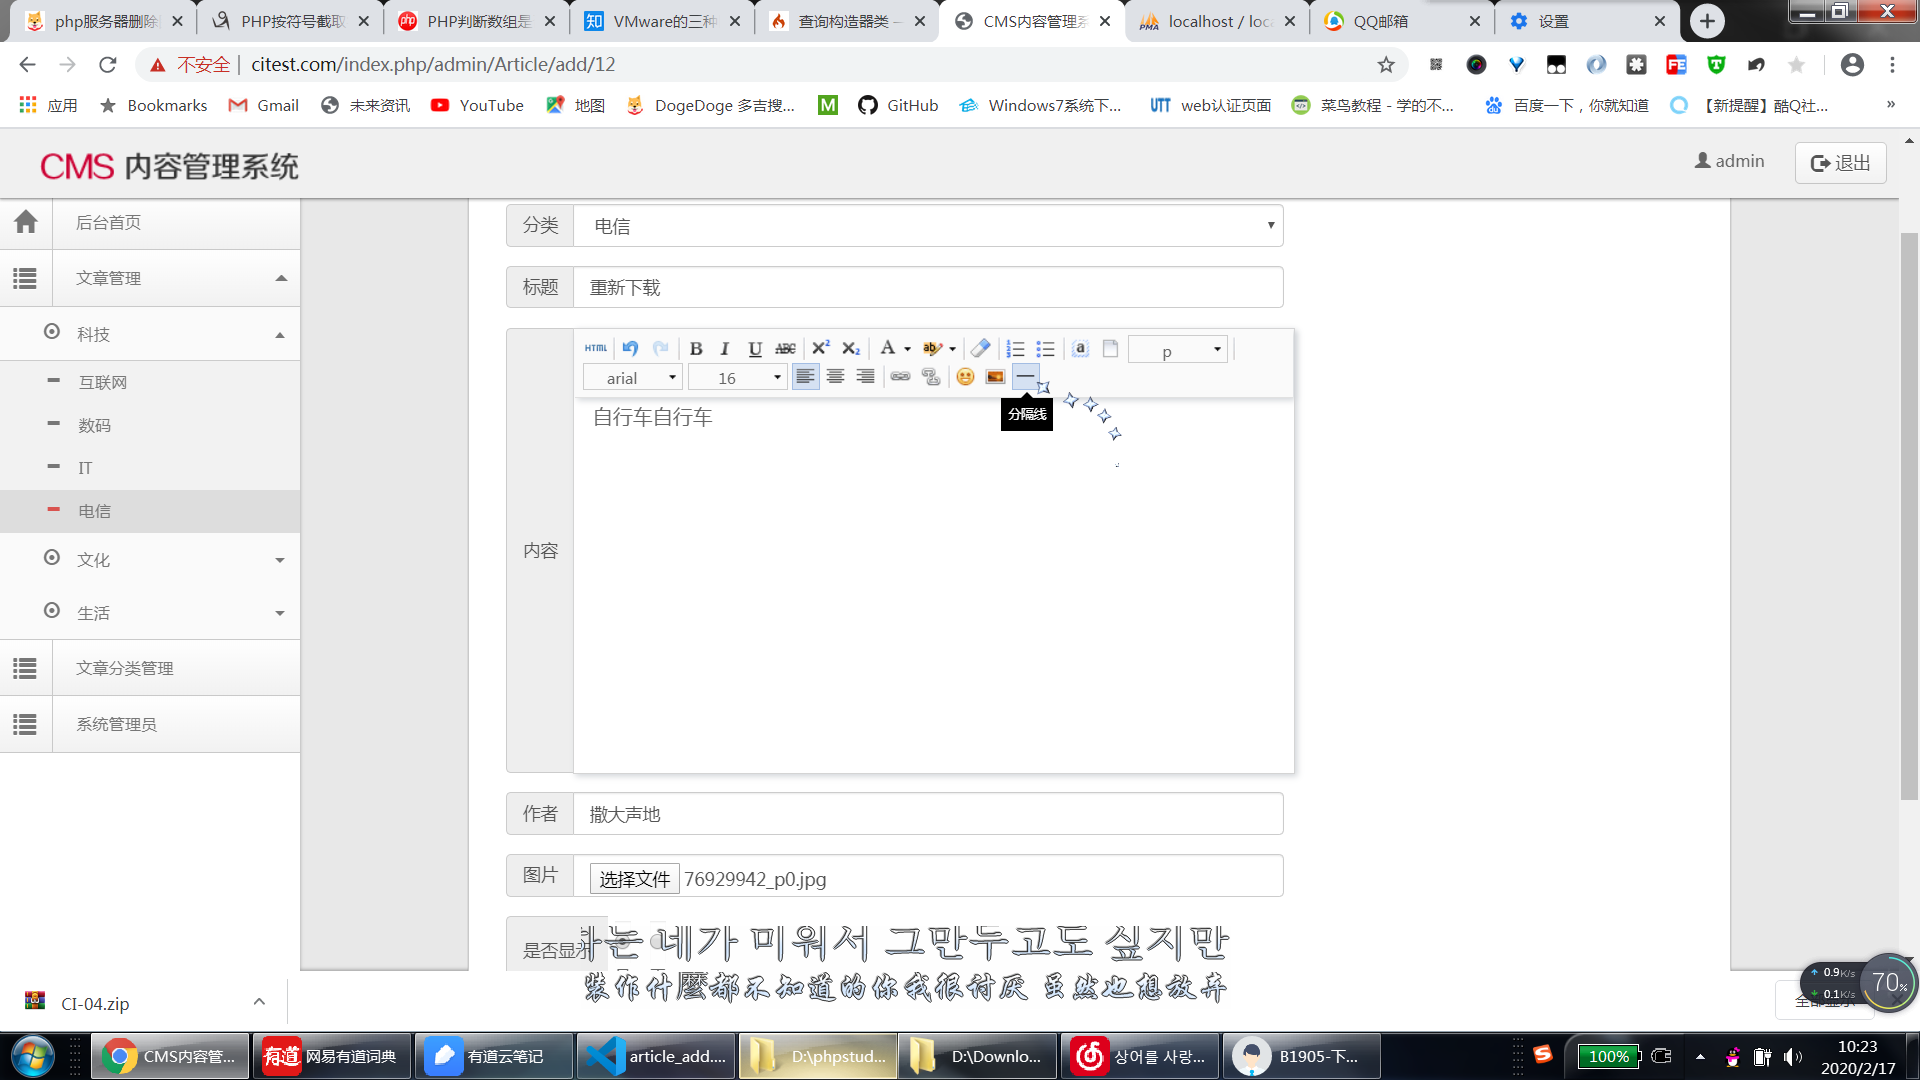 php服务器删除
PHP按符号截取
PHP判断数组是
VMware的三种
查询构造器类 –
CMS内容管理系
localhost / loc
QQ邮箱
设置
不安全 | citest.com/index.php/admin/Article/add/12
应用
Bookmarks
Gmail
未来资讯
YouTube
地图
DogeDoge 多吉搜...
GitHub
Windows7系统下...
web认证页面
菜鸟教程 - 学的不...
百度一下，你就知道
【新提醒】酷Q社...
»
CMS 内容管理系统
admin
退出
后台首页
文章管理
科技
互联网
数码
IT
电信
文化
生活
文章分类管理
系统管理员
分类
电信
标题
重新下载
内容
HTML
B I U ABC X² X₂ A ab
p
arial
16
分隔线
自行车自行车
作者
撒大声地
图片
选择文件 76929942_p0.jpg
是否显示
는 네가 미워서 그만두고도 싶지만
装作什麼都不知道的你我很讨厌 虽然也想放弃
CI-04.zip
0.9K/s
0.1K/s
70%
CMS内容管...
网易有道词典
有道云笔记
article_add....
D:\phpstud...
D:\Downlo...
상어를 사랑...
B1905-下...
100%
10:23
2020/2/17